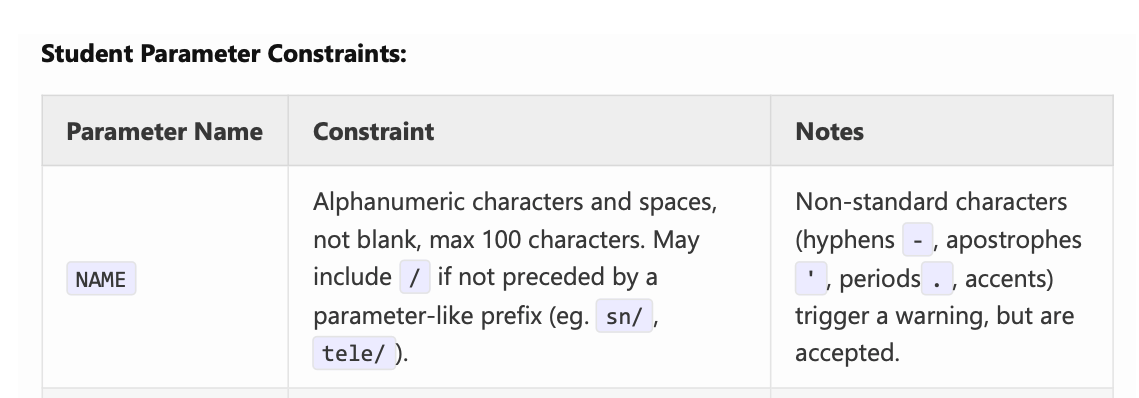 Student Parameter Constraints:
Parameter Name
Constraint
Notes
NAME
Alphanumeric characters and spaces,
not blank, max 100 characters. May
include / if not preceded by a
parameter-like prefix (eg. sn/,
tele/).
Non-standard characters
(hyphens -, apostrophes
', periods., accents)
trigger a warning, but are
accepted.